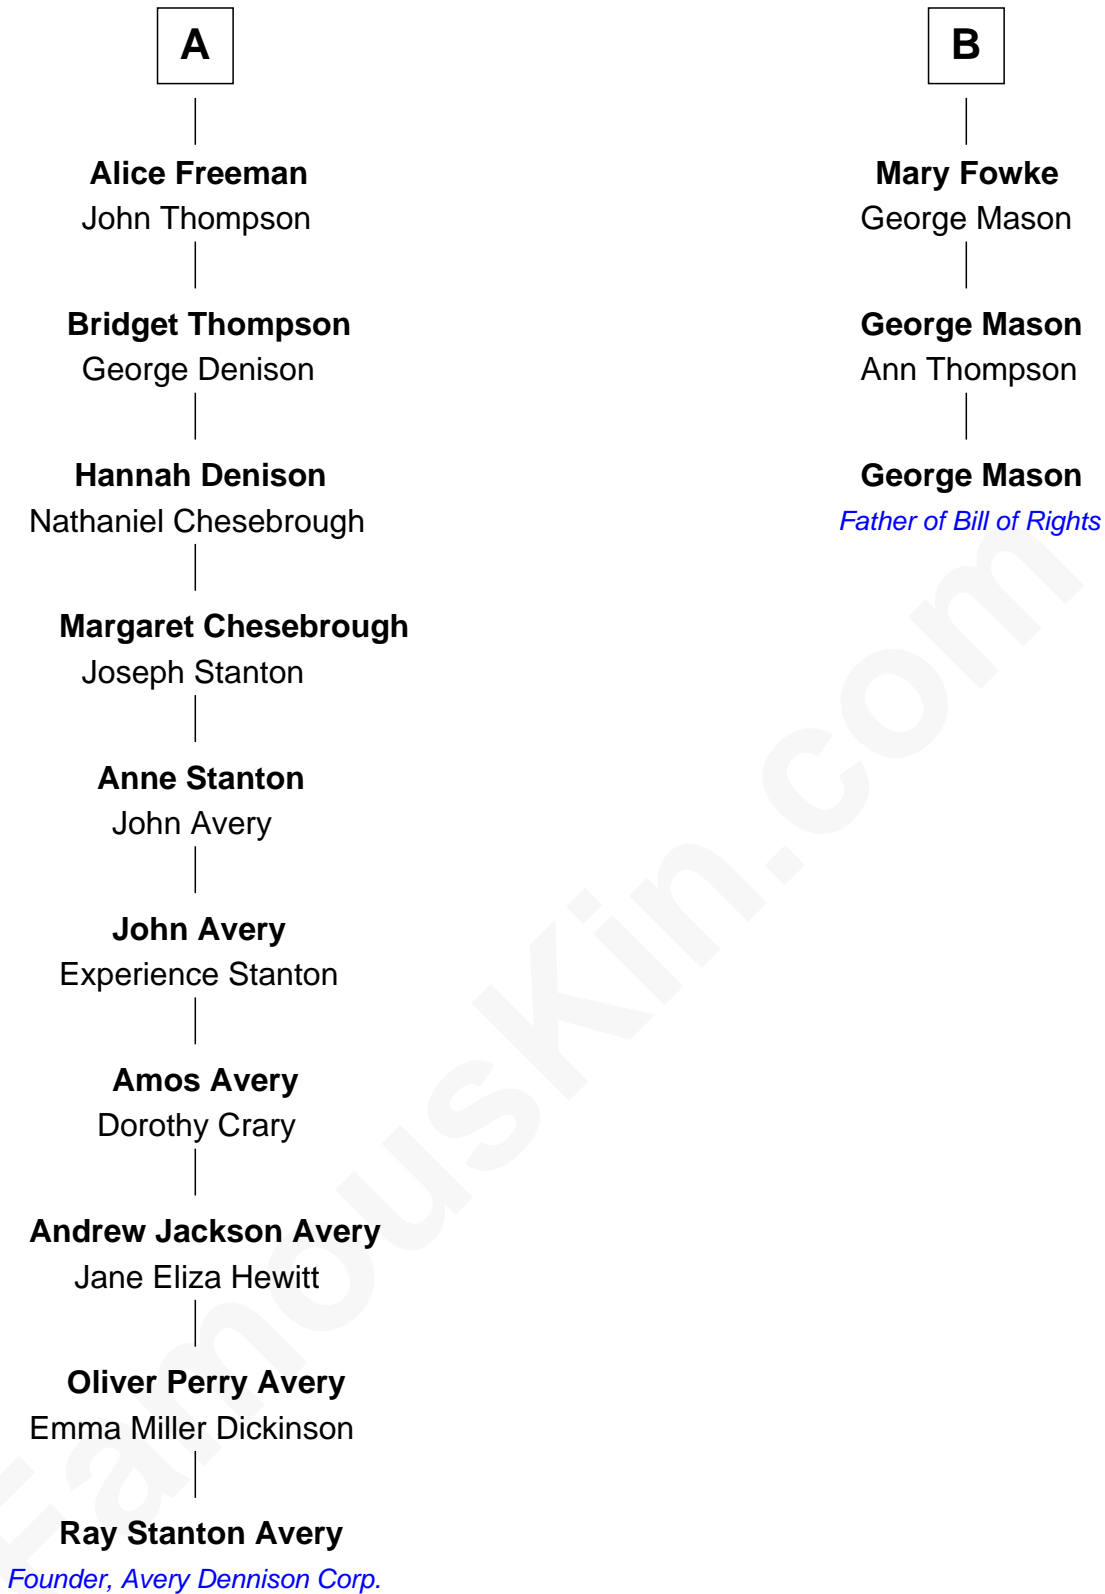 A
Alice Freeman
John Thompson
Bridget Thompson
George Denison
Hannah Denison
Nathaniel Chesebrough
Margaret Chesebrough
Joseph Stanton
Anne Stanton
John Avery
John Avery
Experience Stanton
Amos Avery
Dorothy Crary
Andrew Jackson Avery
Jane Eliza Hewitt
Oliver Perry Avery
Emma Miller Dickinson
Ray Stanton Avery
Founder, Avery Dennison Corp.
B
Mary Fowke
George Mason
George Mason
Ann Thompson
George Mason
Father of Bill of Rights
FamousKin.com